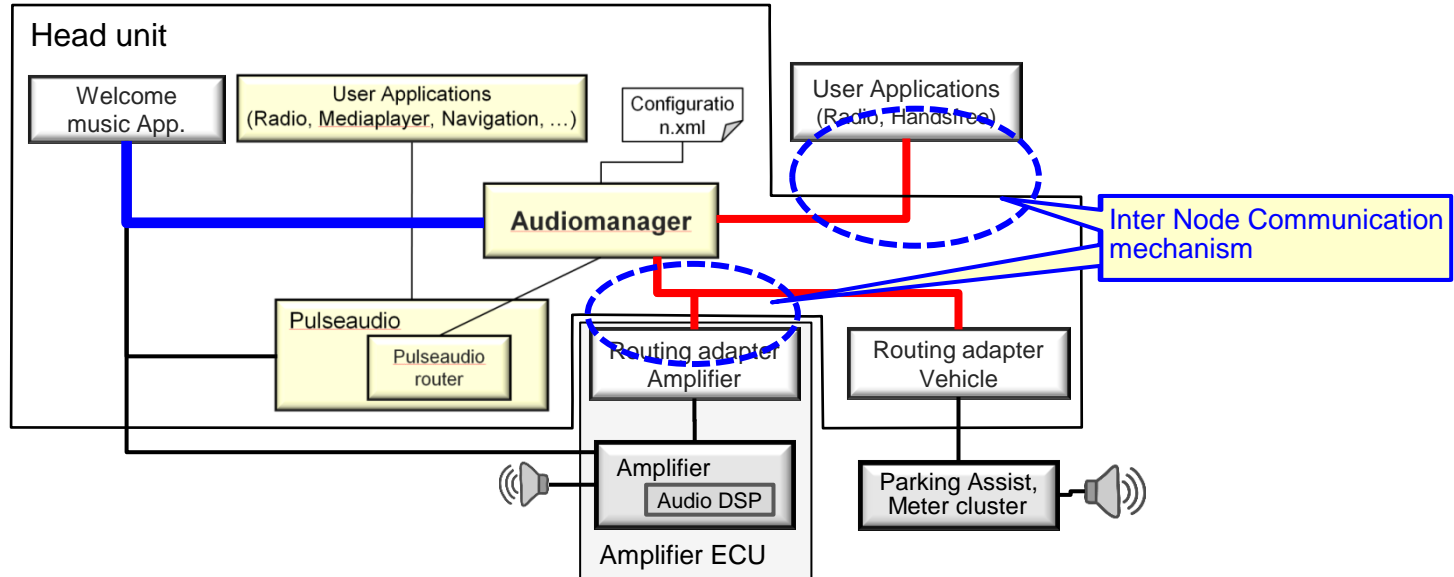 Head unit
Welcome
music App.
User Applications
(Radio, Mediaplayer, Navigation, ...)
Configuratio
n.xml
User Applications
(Radio, Handsfree)
Audiomanager
Inter Node Communication
mechanism
Pulseaudio
Pulseaudio
router
Routing adapter
Amplifier
Routing adapter
Vehicle
Amplifier
Audio DSP
Parking Assist,
Meter cluster
Amplifier ECU